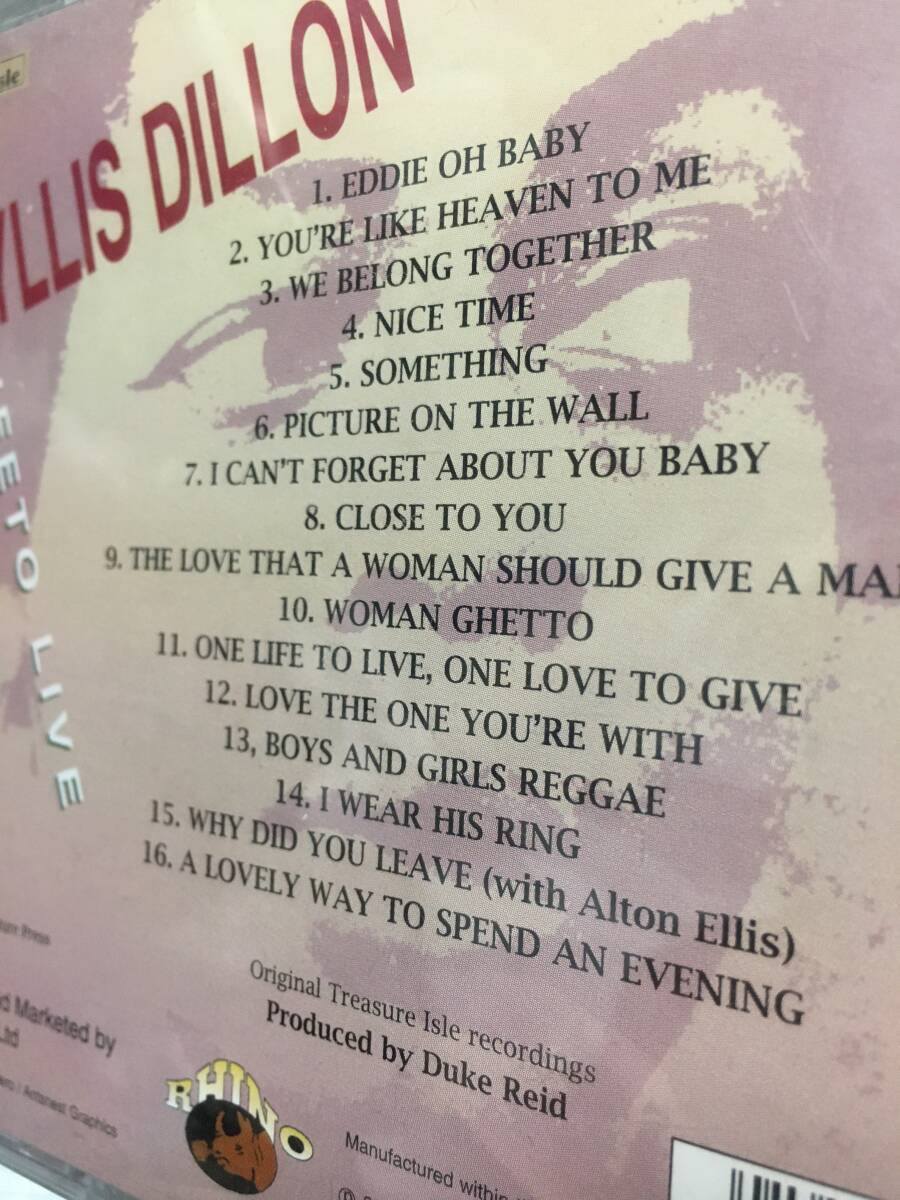 YLLIS DILLON
1. EDDIE OH BABY
2. YOU'RE LIKE HEAVEN TO ME
3. WE BELONG TOGETHER
4. NICE TIME
5. SOMETHING
6. PICTURE ON THE WALL
7. I CAN'T FORGET ABOUT YOU BABY
8. CLOSE TO YOU
9. THE LOVE THAT A WOMAN SHOULD GIVE A MA
10. WOMAN GHETTO
11. ONE LIFE TO LIVE, ONE LOVE TO GIVE
12. LOVE THE ONE YOU'RE WITH
13, BOYS AND GIRLS REGGAE
14. I WEAR HIS RING
15. WHY DID YOU LEAVE (with Alton Ellis)
16. A LOVELY WAY TO SPEND AN EVENING
TO LIVE
Original Treasure Isle recordings
Produced by Duke Reid
Press
d Marketed by
Ltd
Graphics
RHINO
Manufactured within